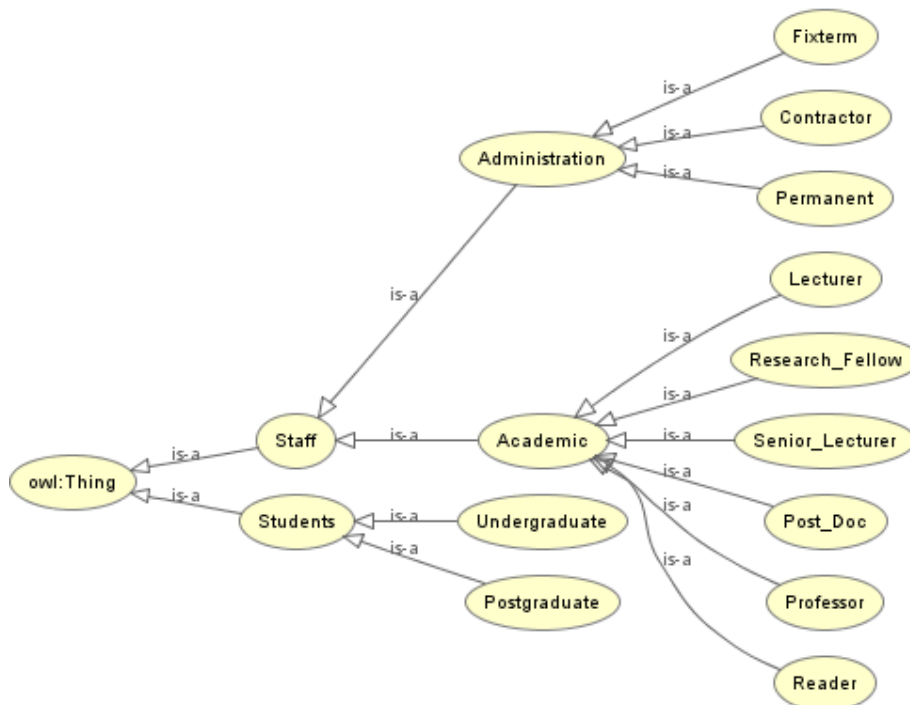 Fixterm
is-a
Contractor
is-a
Administration
is-a
Permanent
Lecturer
is-a
is-a
Research_Fellow
is-a
Staff
is-a
Academic
is-a
Senior_Lecturer
is-a
owl:Thing
is-a
is-a
Students
is-a
Undergraduate
is-a
Post_Doc
is-a
is-a
Postgraduate
Professor
is-a
Reader